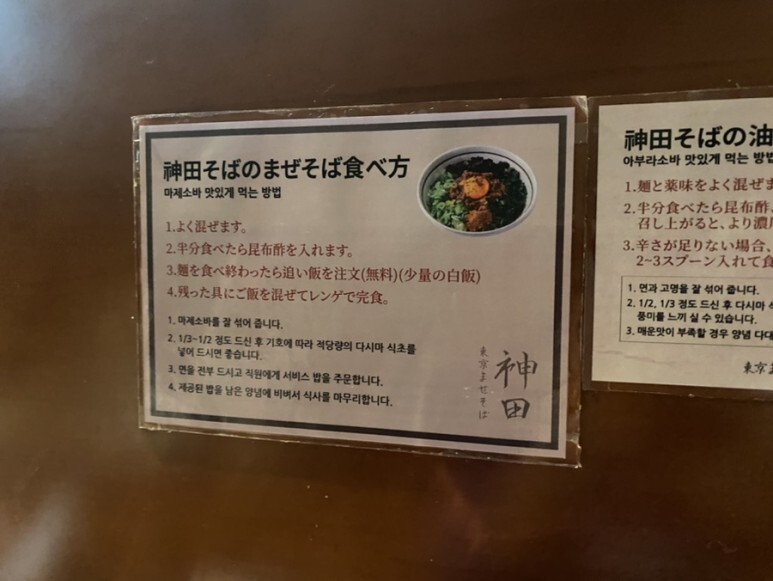 神田そばのまぜそば食べ方
마제소바 맛있게 먹는 방법
1.よく混ぜます。
2.半分食べたら昆布酢を入れます。
3.麺を食べ終わったら追い飯を注文(無料)(少量の白飯)
4.残った具にご飯を混ぜてレンゲで完食。
1. 마제소바를 잘 섞어 줍니다.
2. 1/3~1/2 정도 드신 후 기호에 따라 적당량의 다시마 식초를
넣어 드시면 좋습니다.
3. 면을 전부 드시고 직원에게 서비스 밥을 주문합니다.
4. 제공된 밥을 남은 양념에 비벼서 식사를 마무리합니다.
東京まぜそば
神田
神田そばの油
아부라소바 맛있게 먹는 방법
1.麺と薬味をよく混ぜま
2.半分食べたら昆布酢、
召し上がると、より濃
3.辛さが足りない場合、
2~3スプーン入れて食
1. 면과 고명을 잘 섞어 줍니다.
2. 1/2, 1/3 정도 드신 후 다시마 식
풍미를 느끼 실 수 있습니다.
3. 매운맛이 부족할 경우 양념 다대
東京ま